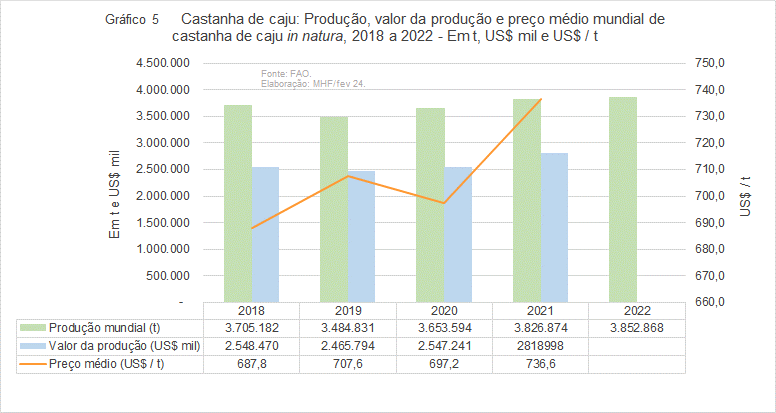 Gráfico 5 Castanha de caju: Produção, valor da produção e preço médio mundial de
castanha de caju in natura, 2018 a 2022 - Em t, US$ mil e US$ / t
Fonte: FAO.
Elaboração: MHF/fev 24.
Em t e US$ mil
4.500.000
4.000.000
3.500.000
3.000.000
2.500.000
2.000.000
1.500.000
1.000.000
500.000
-
750,0
740,0
730,0
720,0
710,0
700,0
690,0
680,0
670,0
660,0
US$ / t
2018 2019 2020 2021 2022
Produção mundial (t) 3.705.182 3.484.831 3.653.594 3.826.874 3.852.868
Valor da produção (US$ mil) 2.548.470 2.465.794 2.547.241 2818998
Preço médio (US$ / t) 687,8 707,6 697,2 736,6